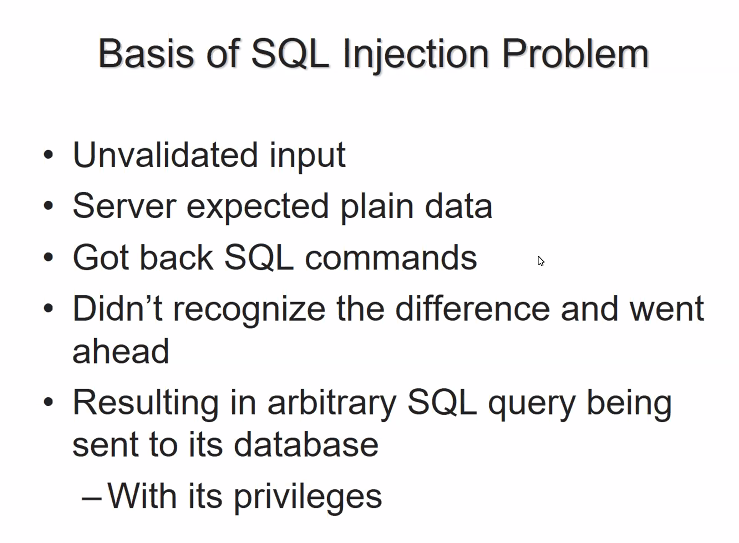 Basis of SQL Injection Problem
• Unvalidated input
• Server expected plain data
• Got back SQL commands
• Didn’t recognize the difference and went
ahead
• Resulting in arbitrary SQL query being
sent to its database
–With its privileges